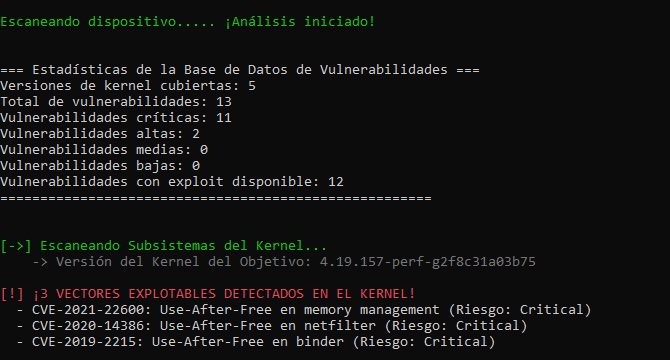 Escaneando dispositivo..... ¡Análisis iniciado!
=== Estadísticas de la Base de Datos de Vulnerabilidades ===
Versiones de kernel cubiertas: 5
Total de vulnerabilidades: 13
Vulnerabilidades críticas: 11
Vulnerabilidades altas: 2
Vulnerabilidades medias: 0
Vulnerabilidades bajas: 0
Vulnerabilidades con exploit disponible: 12
======================================================
[->] Escaneando Subsistemas del Kernel...
-> Versión del Kernel del Objetivo: 4.19.157-perf-g2f8c31a03b75
[!] ¡3 VECTORES EXPLOTABLES DETECTADOS EN EL KERNEL!
- CVE-2021-22600: Use-After-Free en memory management (Riesgo: Critical)
- CVE-2020-14386: Use-After-Free en netfilter (Riesgo: Critical)
- CVE-2019-2215: Use-After-Free en binder (Riesgo: Critical)